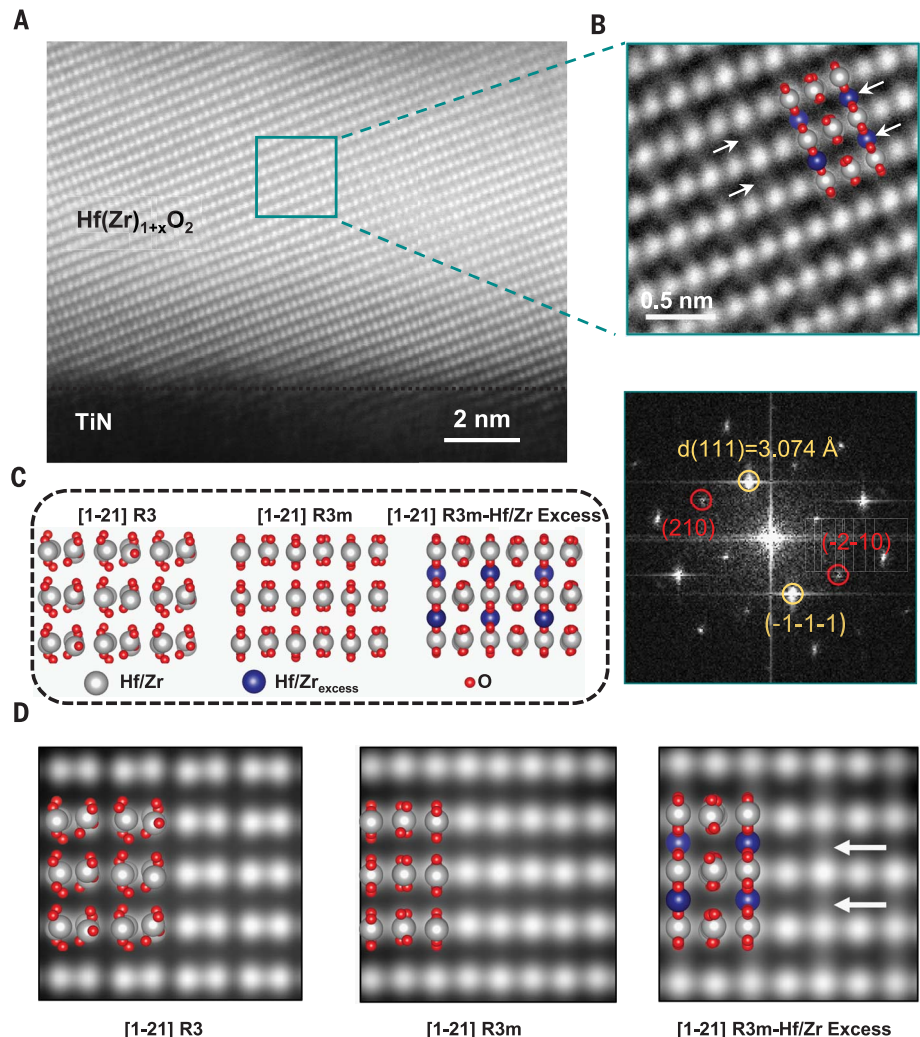 A
Hf(Zr)1+xO2
TiN
2 nm
B
0.5 nm
d(111)=3.074 Å
(210)
(-2-10)
(-1-1-1)
C
[1-21] R3
[1-21] R3m
[1-21] R3m-Hf/Zr Excess
Hf/Zr
Hf/Zrexcess
O
D
[1-21] R3
[1-21] R3m
[1-21] R3m-Hf/Zr Excess